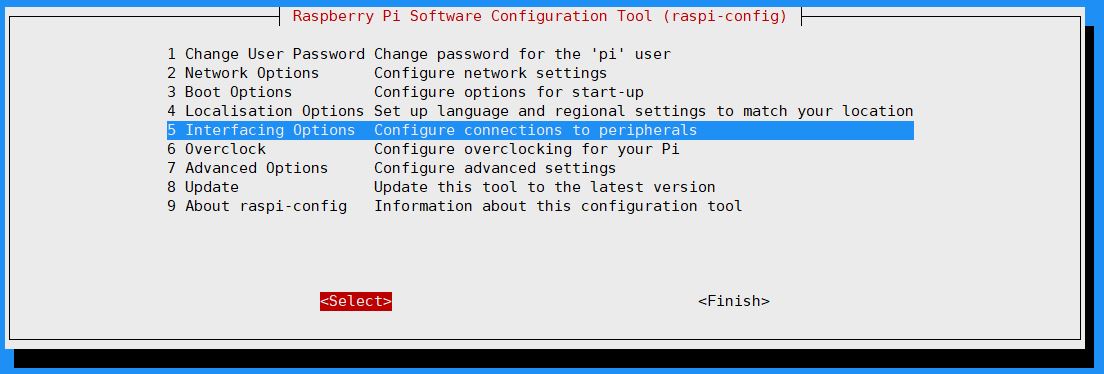 Raspberry Pi Software Configuration Tool (raspi-config)
1 Change User Password Change password for the 'pi' user
2 Network Options Configure network settings
3 Boot Options Configure options for start-up
4 Localisation Options Set up language and regional settings to match your location
5 Interfacing Options Configure connections to peripherals
6 Overclock Configure overclocking for your Pi
7 Advanced Options Configure advanced settings
8 Update Update this tool to the latest version
9 About raspi-config Information about this configuration tool
<Select> <Finish>